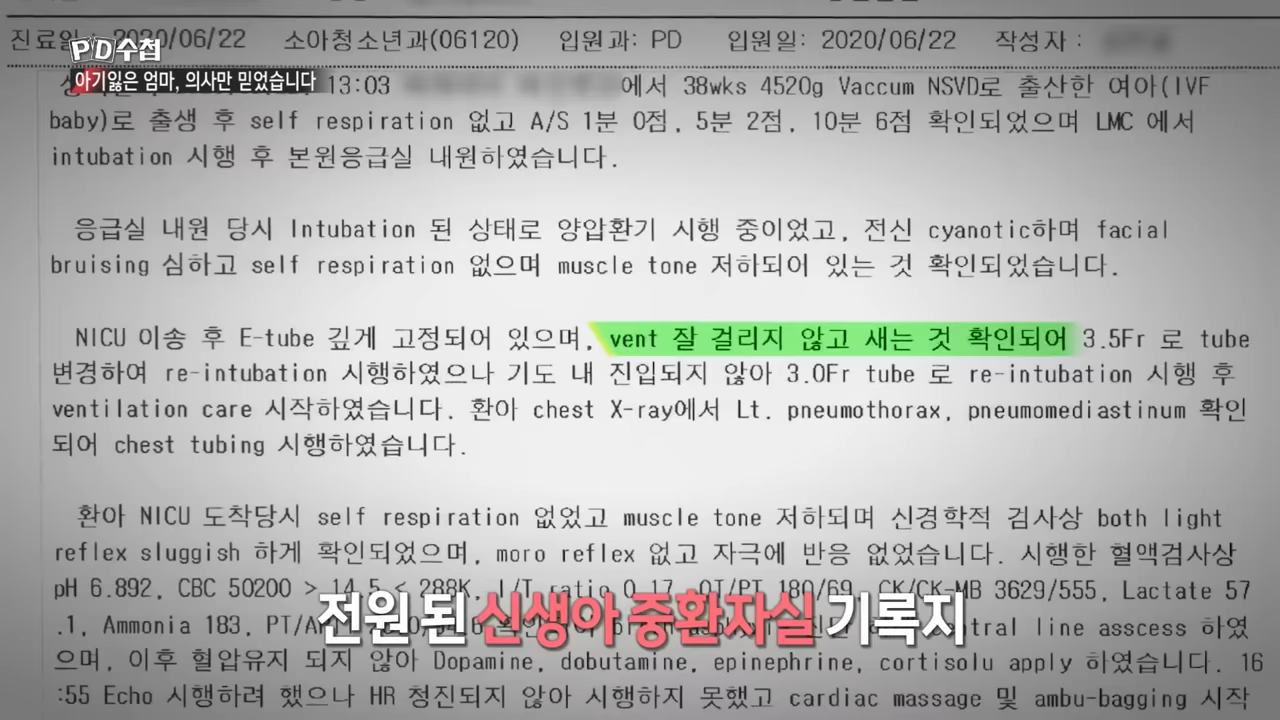 진료일 2020/06/22 소아청소년과(06120) 입원과: PD 입원일: 2020/06/22 작성자 :
PD수첩
아기잃은 엄마, 의사만 믿었습니다
13:03 에서 38wks 4520g Vaccum NSVD로 출산한 여아(IVF
baby)로 출생 후 self respiration 없고 A/S 1분 0점, 5분 2점, 10분 6점 확인되었으며 LMC 에서
intubation 시행 후 본원응급실 내원하였습니다.
응급실 내원 당시 Intubation 된 상태로 양압환기 시행 중이었고, 전신 cyanotic하며 facial
bruising 심하고 self respiration 없으며 muscle tone 저하되어 있는 것 확인되었습니다.
NICU 이송 후 E-tube 깊게 고정되어 있으며, vent 잘 걸리지 않고 새는 것 확인되어 3.5Fr 로 tube
변경하여 re-intubation 시행하였으나 기도 내 진입되지 않아 3.0Fr tube 로 re-intubation 시행 후
ventilation care 시작하였습니다. 환아 chest X-ray에서 Lt. pneumothorax, pneumomediastinum 확인
되어 chest tubing 시행하였습니다.
환아 NICU 도착당시 self respiration 없었고 muscle tone 저하되며 신경학적 검사상 both light
reflex sluggish 하게 확인되었으며, moro reflex 없고 자극에 반응 없었습니다. 시행한 혈액검사상
pH 6.892, CBC 50200 > 14.5 < 288K, I/T ratio 0.17, OT/PT 180/69, CK/CK-MB 3629/555, Lactate 57
.1, Ammonia 183, asscess 하였
전원 된 신생아 중환자실 기록지
으며, 이후 혈압유지 되지 않아 Dopamine, dobutamine, epinephrine, cortisolu apply 하였습니다. 16
:55 Echo 시행하려 했으나 HR 청진되지 않아 시행하지 못했고 cardiac massage 및 ambu-bagging 시작